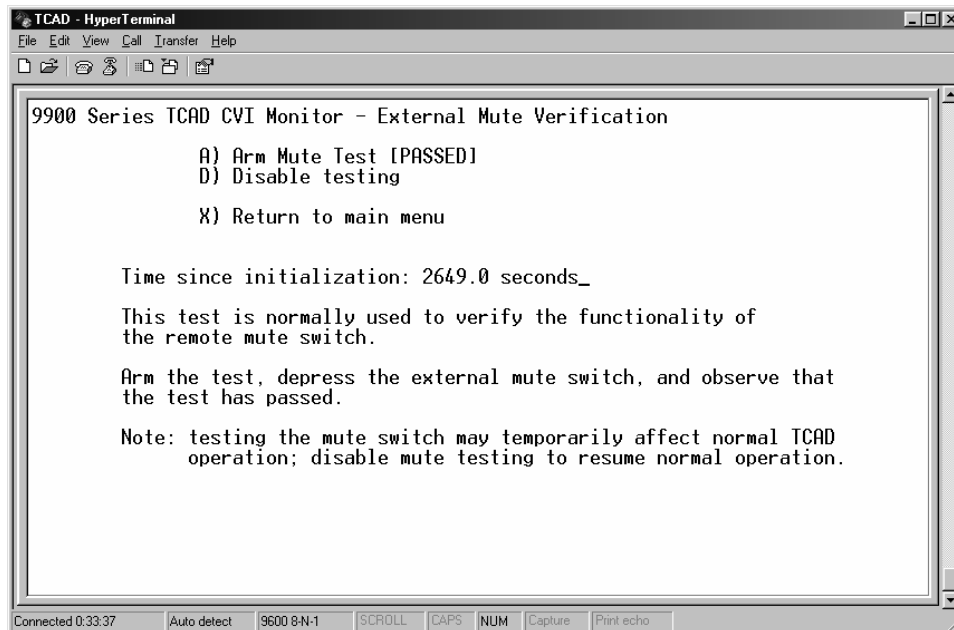 TCAD - HyperTerminal
File Edit View Call Transfer Help
9900 Series TCAD CVI Monitor - External Mute Verification
A) Arm Mute Test [PASSED]
D) Disable testing
X) Return to main menu
Time since initialization: 2649.0 seconds_
This test is normally used to verify the functionality of
the remote mute switch.
Arm the test, depress the external mute switch, and observe that
the test has passed.
Note: testing the mute switch may temporarily affect normal TCAD
operation; disable mute testing to resume normal operation.
Connected 0:33:37 Auto detect 9600 8-N-1 SCROLL CAPS NUM Capture Print echo